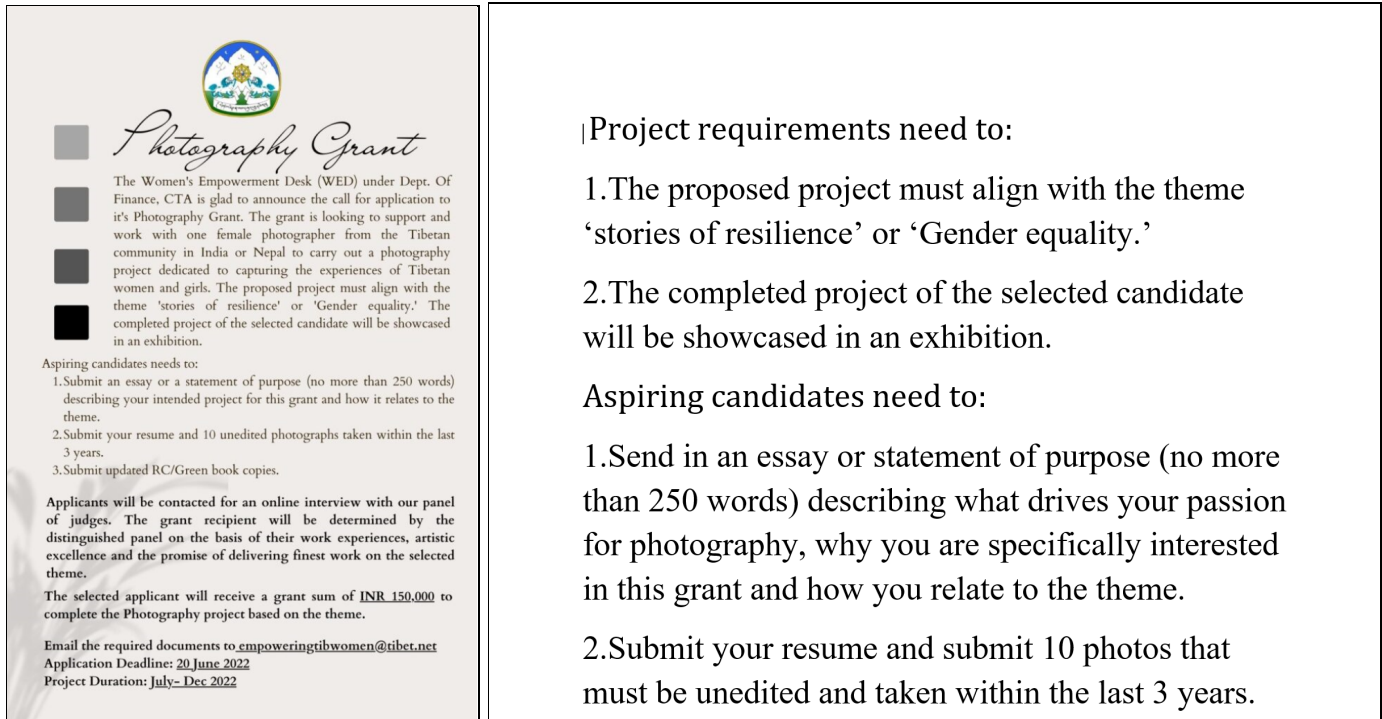 Photography Grant
The Women's Empowerment Desk (WED) under Dept. Of
Finance, CTA is glad to announce the call for application to
it's Photography Grant. The grant is looking to support and
work with one female photographer from the Tibetan
community in India or Nepal to carry out a photography
project dedicated to capturing the experiences of Tibetan
women and girls. The proposed project must align with the
theme 'stories of resilience' or 'Gender equality.' The
completed project of the selected candidate will be showcased
in an exhibition.
Aspiring candidates needs to:
1.Submit an essay or a statement of purpose (no more than 250 words)
describing your intended project for this grant and how it relates to the
theme.
2.Submit your resume and 10 unedited photographs taken within the last
3 years.
3.Submit updated RC/Green book copies.
Applicants will be contacted for an online interview with our panel
of judges. The grant recipient will be determined by the
distinguished panel on the basis of their work experiences, artistic
excellence and the promise of delivering finest work on the selected
theme.
The selected applicant will receive a grant sum of INR 150,000 to
complete the Photography project based on the theme.
Email the required documents to empoweringtibwomen@tibet.net
Application Deadline: 20 June 2022
Project Duration: July– Dec 2022
Project requirements need to:
1.The proposed project must align with the theme
‘stories of resilience’ or ‘Gender equality.’
2.The completed project of the selected candidate
will be showcased in an exhibition.
Aspiring candidates need to:
1.Send in an essay or statement of purpose (no more
than 250 words) describing what drives your passion
for photography, why you are specifically interested
in this grant and how you relate to the theme.
2.Submit your resume and submit 10 photos that
must be unedited and taken within the last 3 years.